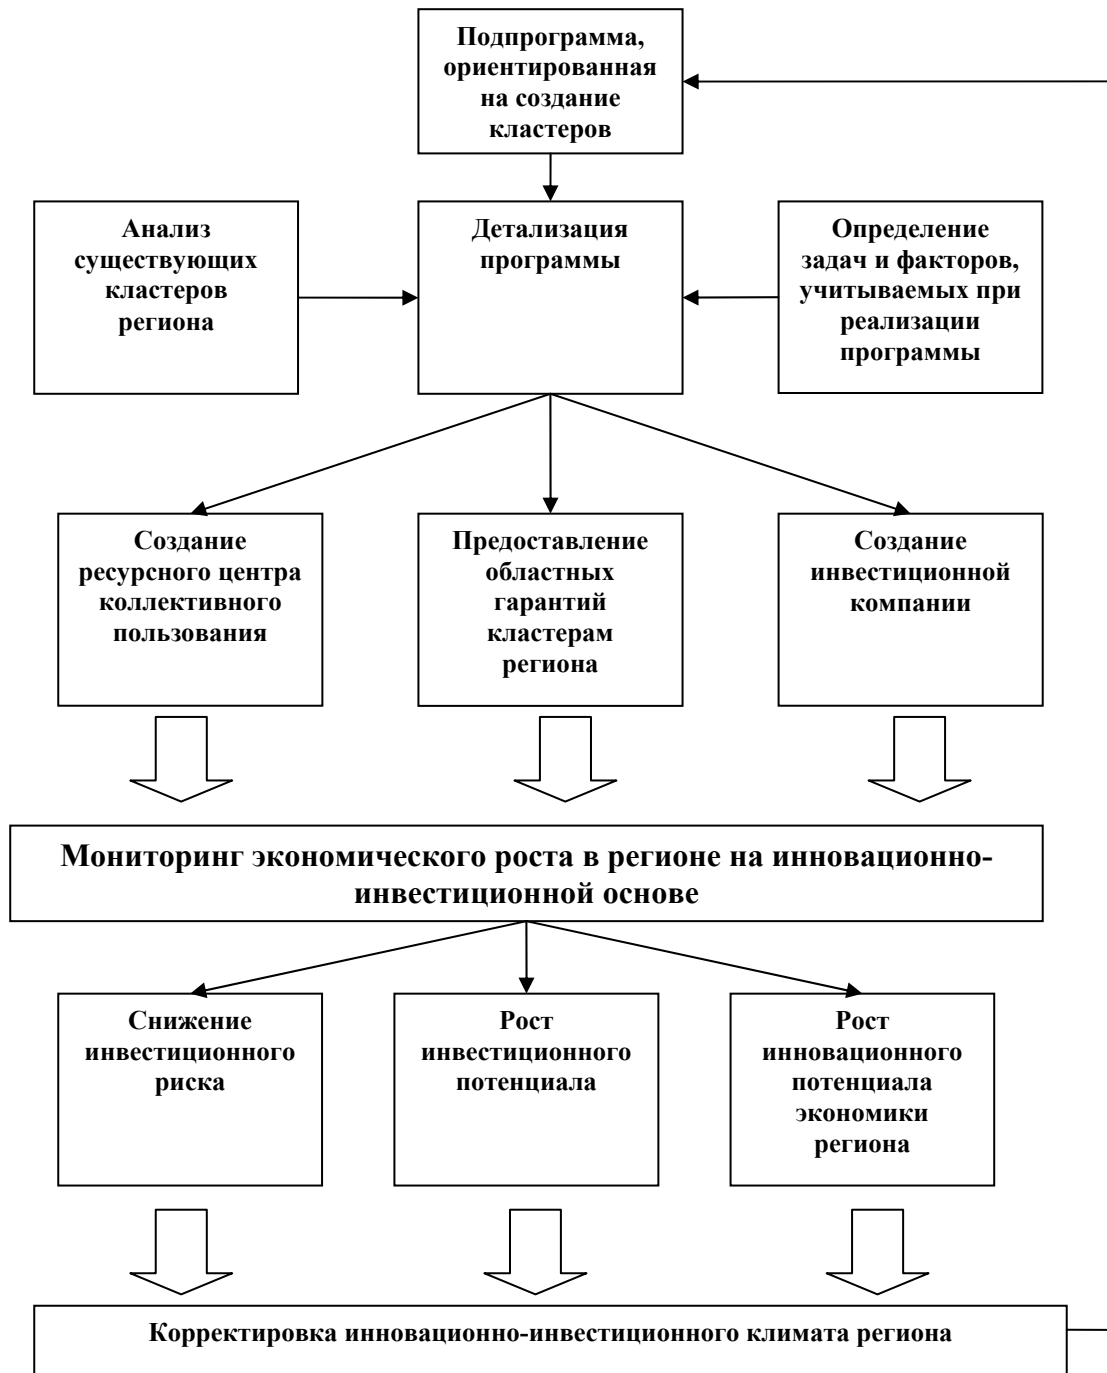 Подпрограмма,
ориентированная
на создание
кластеров
Анализ
существующих
кластеров
региона
Детализация
программы
Определение
задач и факторов,
учитываемых при
реализации
программы
Создание
ресурсного центра
коллективного
пользования
Предоставление
областных
гарантий
кластерам
региона
Создание
инвестиционной
компании
Мониторинг экономического роста в регионе на инновационно-
инвестиционной основе
Снижение
инвестиционного
риска
Рост
инвестиционного
потенциала
Рост
инновационного
потенциала
экономики
региона
Корректировка инновационно-инвестиционного климата региона